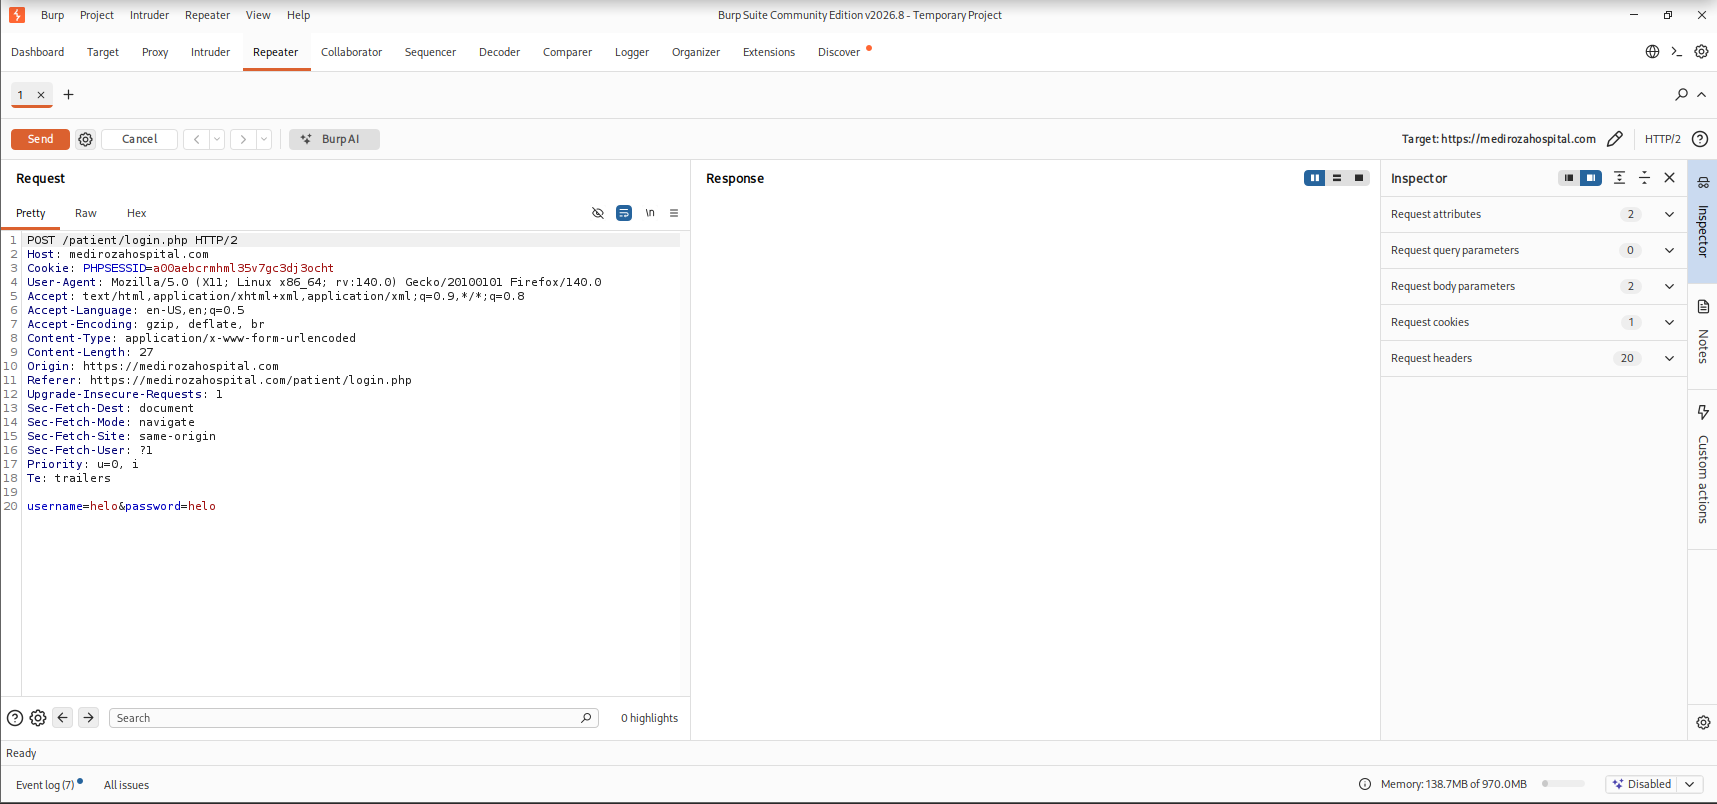 Burp Project Intruder Repeater View Help
Burp Suite Community Edition v2026.8 - Temporary Project
Dashboard Target Proxy Intruder Repeater Collaborator Sequencer Decoder Comparer Logger Organizer Extensions Discover
1
Send Cancel Burp AI
Target: https://medirozahospital.com HTTP/2
Request
Pretty Raw Hex
\n
1 POST /patient/login.php HTTP/2
2 Host: medirozahospital.com
3 Cookie: PHPSESSID=a00aebcrmhml35v7gc3dj3ocht
4 User-Agent: Mozilla/5.0 (X11; Linux x86_64; rv:140.0) Gecko/20100101 Firefox/140.0
5 Accept: text/html,application/xhtml+xml,application/xml;q=0.9,*/*;q=0.8
6 Accept-Language: en-US,en;q=0.5
7 Accept-Encoding: gzip, deflate, br
8 Content-Type: application/x-www-form-urlencoded
9 Content-Length: 27
10 Origin: https://medirozahospital.com
11 Referer: https://medirozahospital.com/patient/login.php
12 Upgrade-Insecure-Requests: 1
13 Sec-Fetch-Dest: document
14 Sec-Fetch-Mode: navigate
15 Sec-Fetch-Site: same-origin
16 Sec-Fetch-User: ?1
17 Priority: u=0, i
18 Te: trailers
19
20 username=helo&password=helo
Search
0 highlights
Response
Inspector
Request attributes 2
Request query parameters 0
Request body parameters 2
Request cookies 1
Request headers 20
Inspector
Notes
Custom actions
Ready
Event log (7) All issues
Memory: 138.7MB of 970.0MB
Disabled